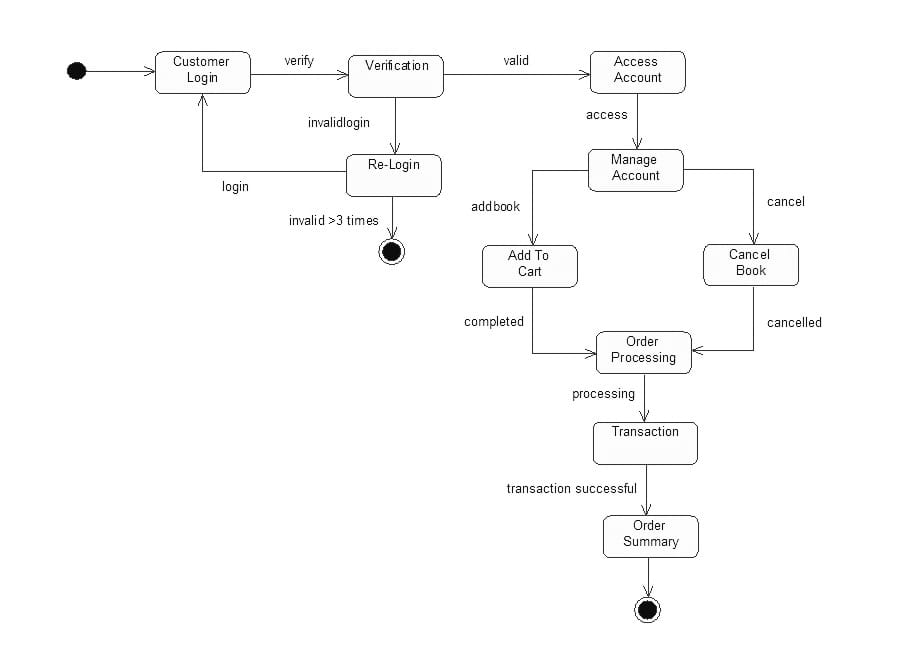 Customer
Login
verify
Verification
valid
Access
Account
invalidlogin
access
Re-Login
login
Manage
Account
invalid >3 times
addbook
cancel
Add To
Cart
Cancel
Book
completed
cancelled
Order
Processing
processing
Transaction
transaction successful
Order
Summary